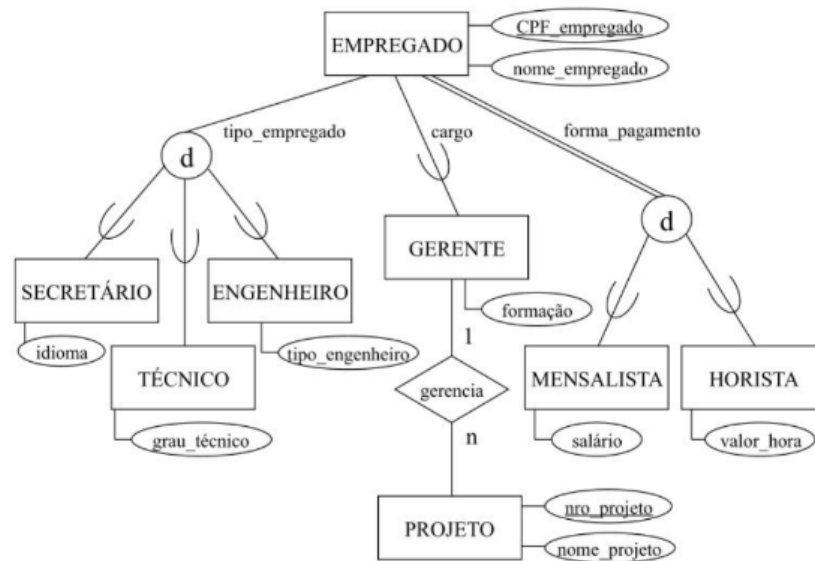 CPF_empregado
EMPREGADO
nome_empregado
tipo_empregado
cargo
forma_pagamento
d
d
GERENTE
SECRETÁRIO
ENGENHEIRO
formação
idioma
tipo_engenheiro
1
TÉCNICO
MENSALISTA
HORISTA
gerencia
grau_técnico
salário
valor_hora
n
nro_projeto
PROJETO
nome_projeto